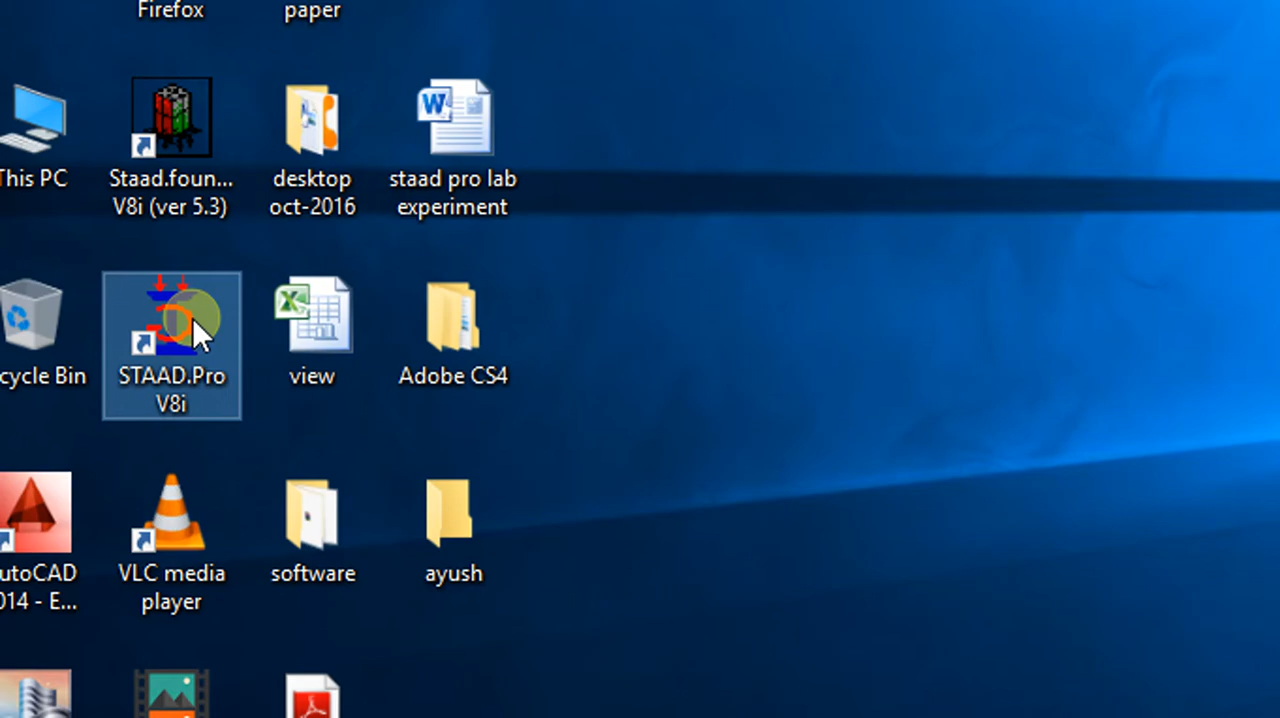 Firefox
paper
This PC
Staad.foun...
V8i (ver 5.3)
desktop
oct-2016
staad pro lab
experiment
cycle Bin
STAAD.Pro
V8i
view
Adobe CS4
utoCAD
014 - E...
VLC media
player
software
ayush